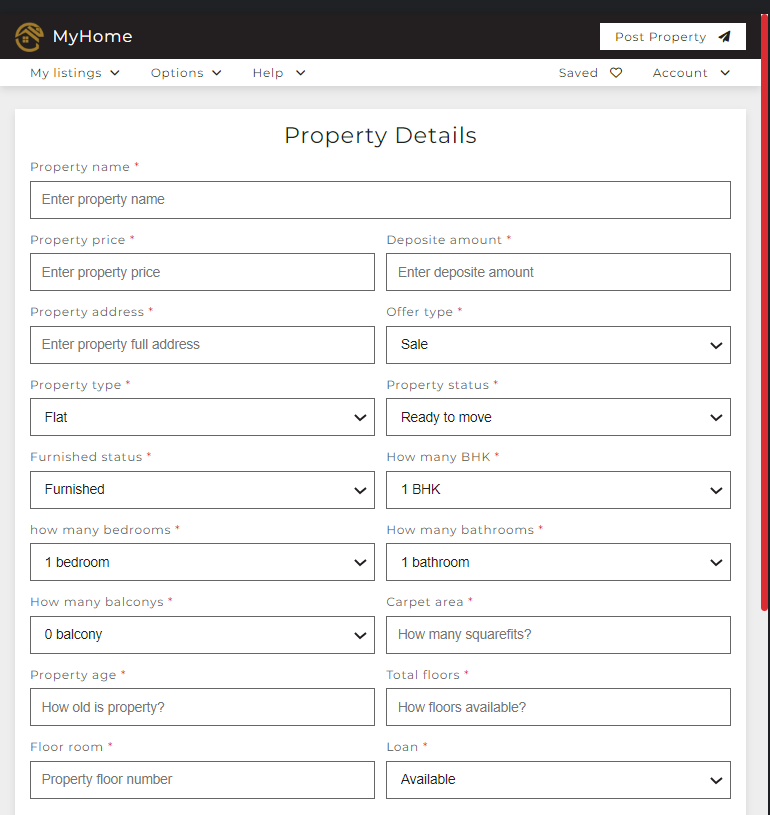 MyHome Post Property
My listings Options Help Saved Account
Property Details
Property name *
Enter property name
Property price * Deposite amount *
Enter property price Enter deposite amount
Property address * Offer type *
Enter property full address Sale
Property type * Property status *
Flat Ready to move
Furnished status * How many BHK *
Furnished 1 BHK
how many bedrooms * How many bathrooms *
1 bedroom 1 bathroom
How many balconys * Carpet area *
0 balcony How many squarefits?
Property age * Total floors *
How old is property? How floors available?
Floor room * Loan *
Property floor number Available